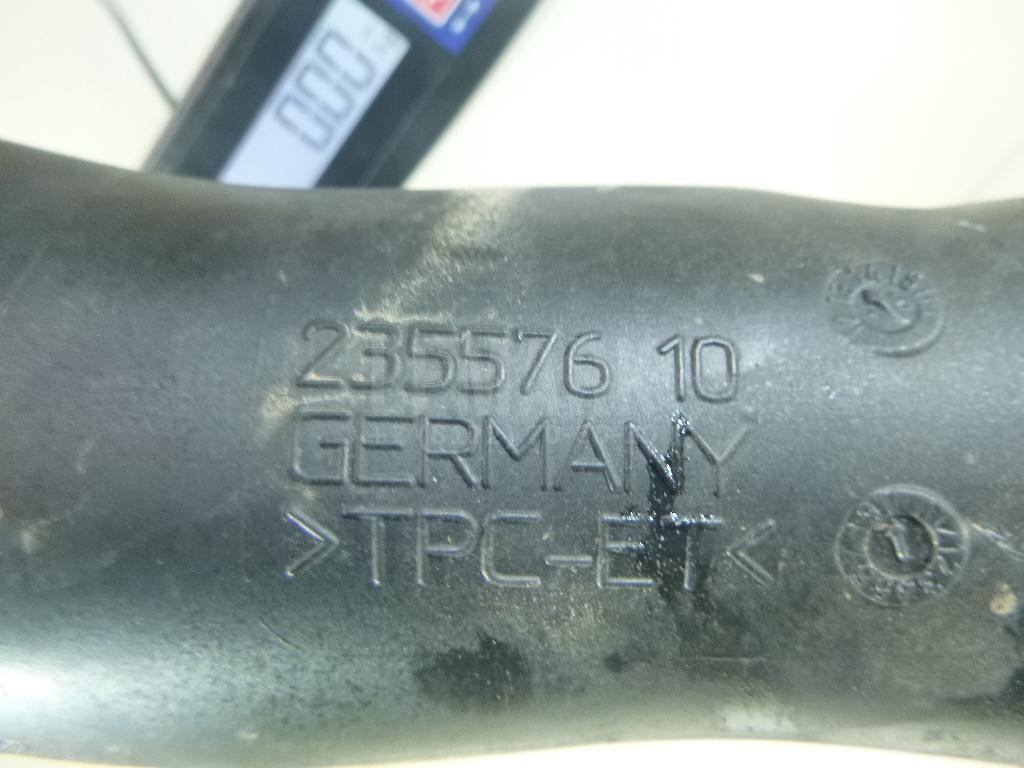 000
235576 10
GERMANY
>TPC-ET<